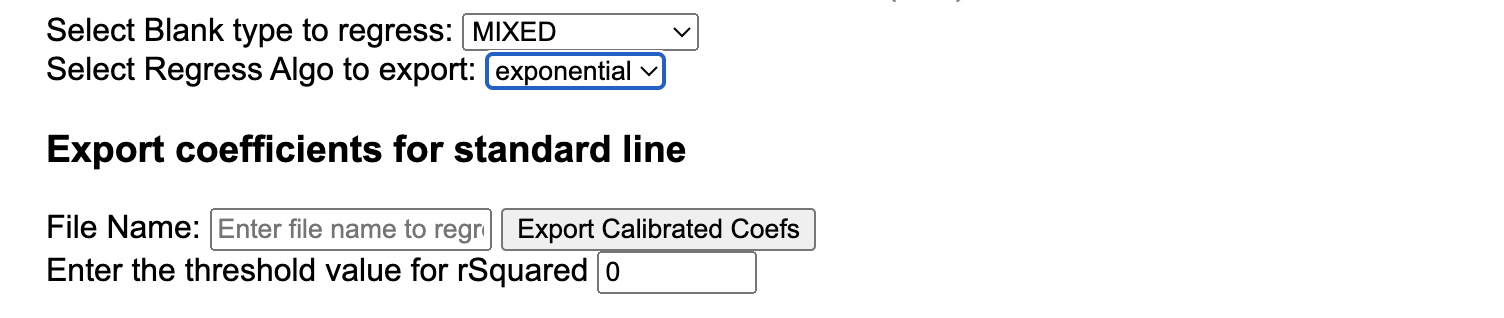 Select Blank type to regress: MIXED
Select Regress Algo to export: exponential
Export coefficients for standard line
File Name: Enter file name to regr Export Calibrated Coefs
Enter the threshold value for rSquared 0